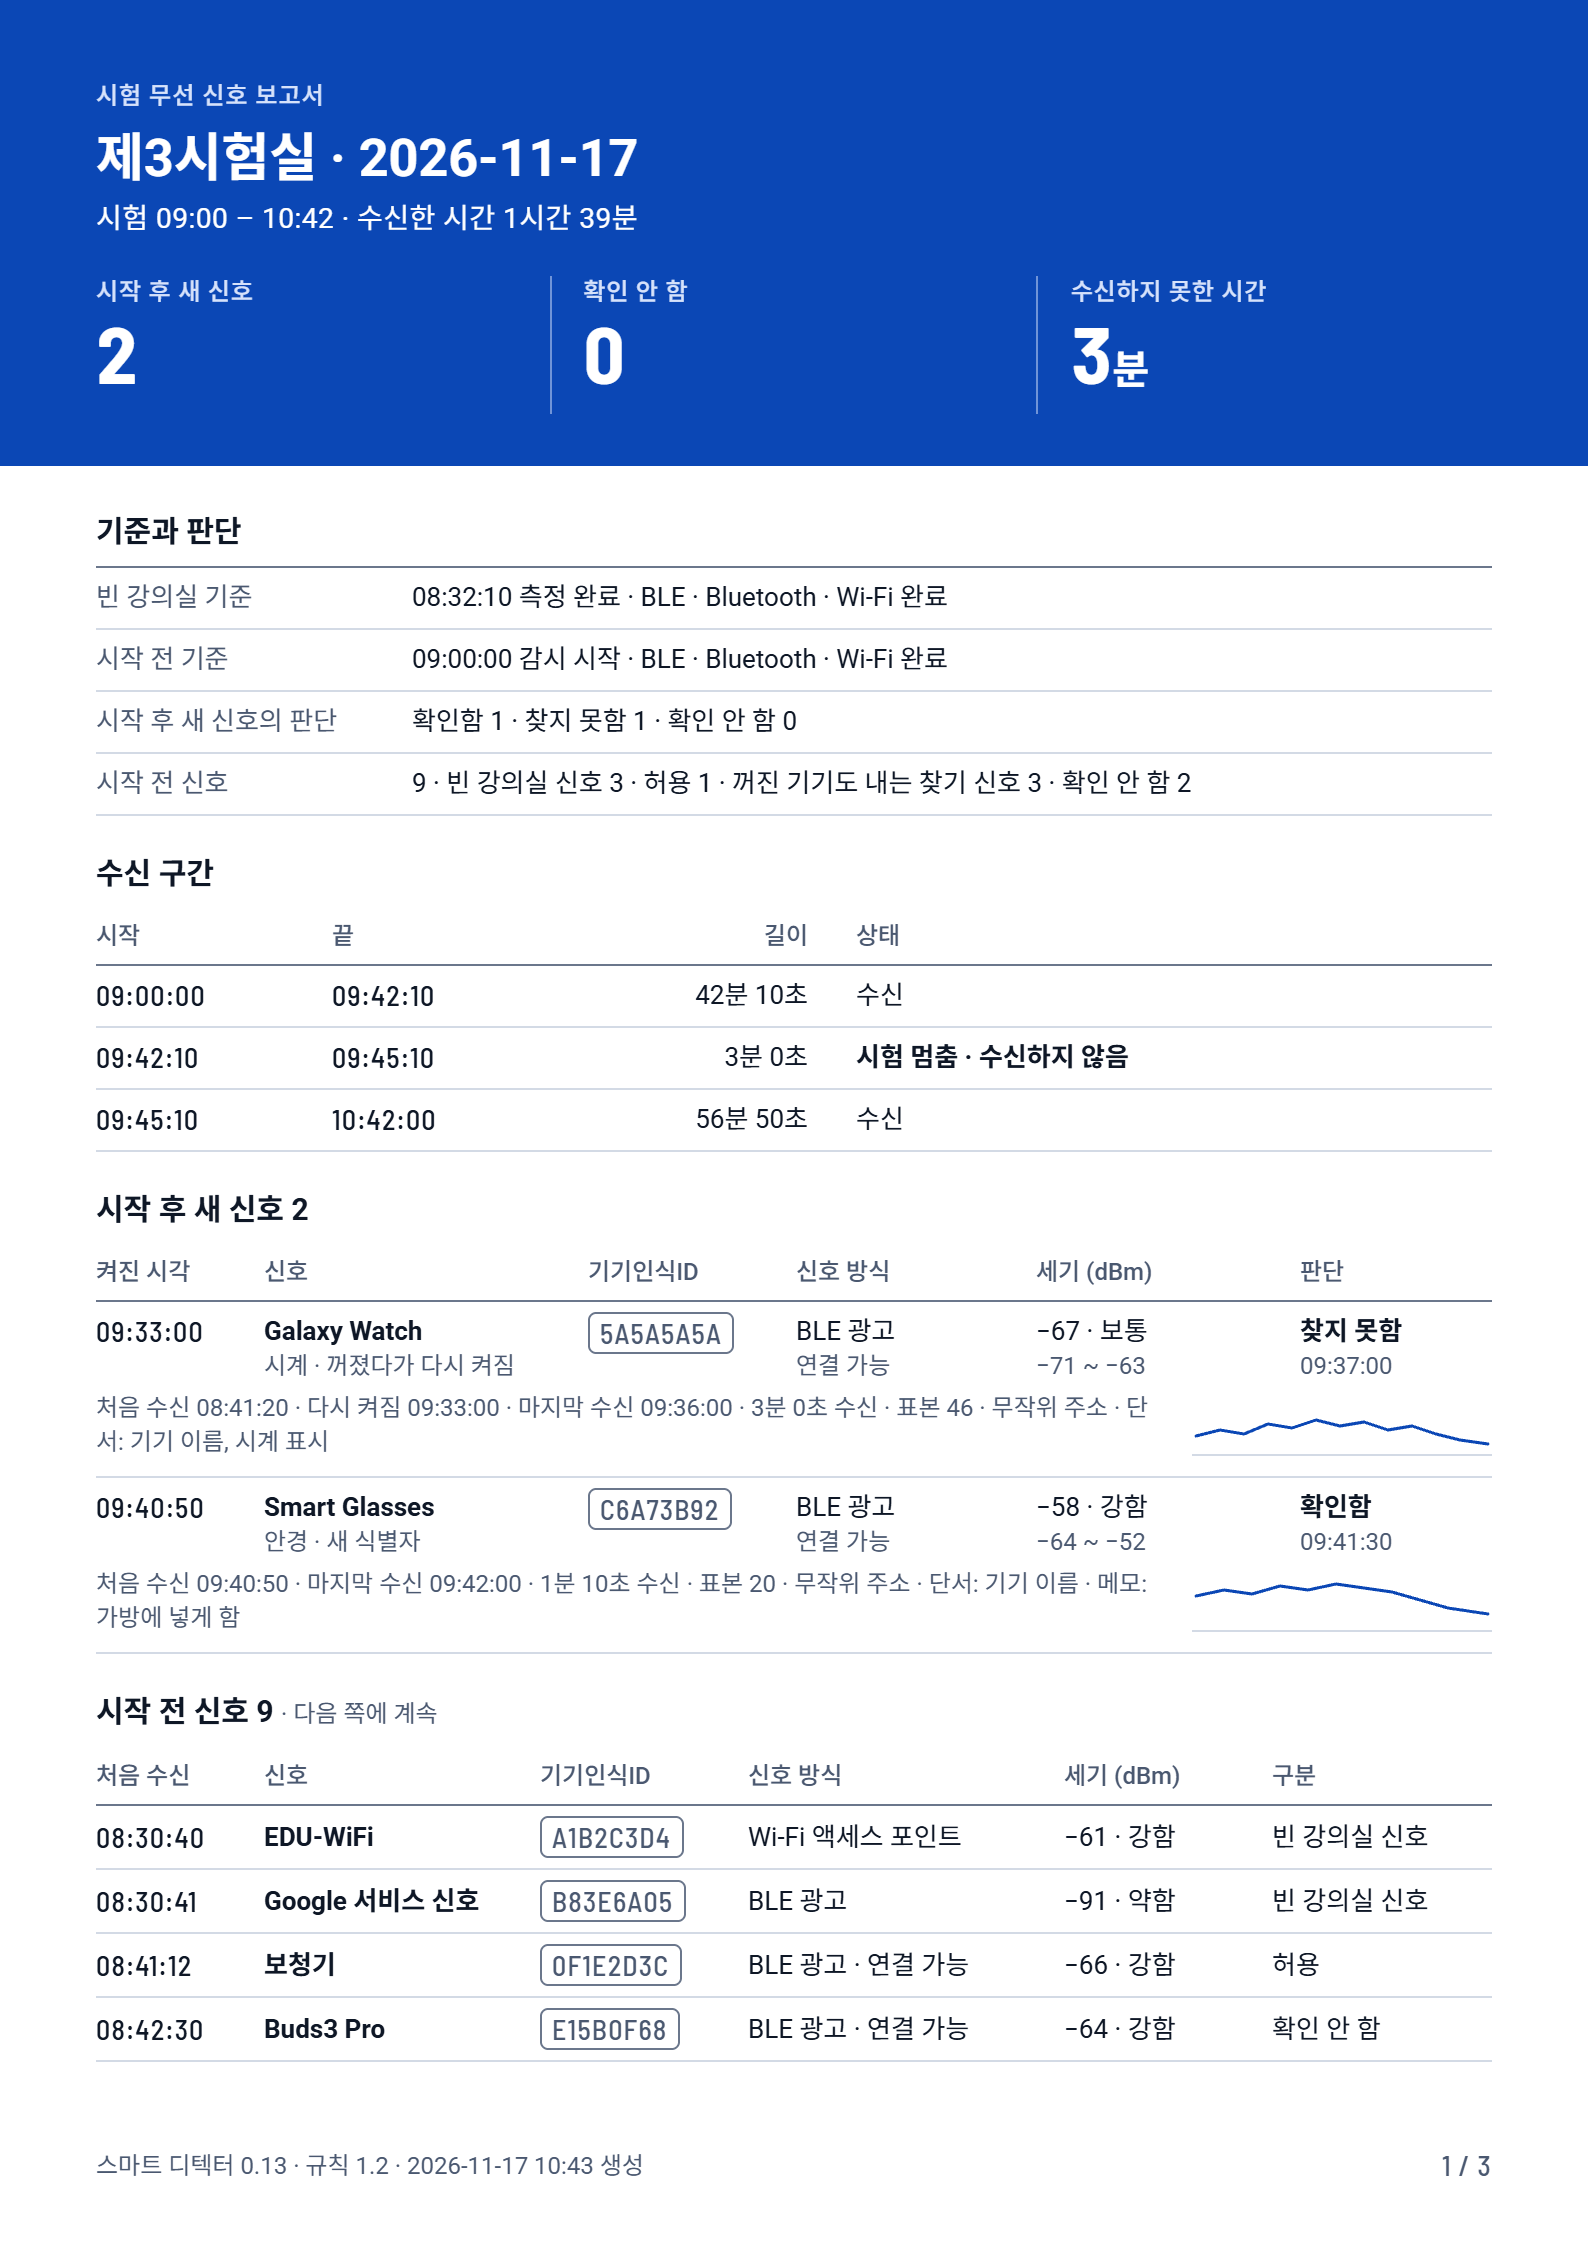 시험 무선 신호 보고서
제3시험실 · 2026-11-17
시험 09:00 – 10:42 · 수신한 시간 1시간 39분
시작 후 새 신호 확인 안 함 수신하지 못한 시간
2 0 3분
기준과 판단
빈 강의실 기준 08:32:10 측정 완료 · BLE · Bluetooth · Wi-Fi 완료
시작 전 기준 09:00:00 감시 시작 · BLE · Bluetooth · Wi-Fi 완료
시작 후 새 신호의 판단 확인함 1 · 찾지 못함 1 · 확인 안 함 0
시작 전 신호 9 · 빈 강의실 신호 3 · 허용 1 · 꺼진 기기도 내는 찾기 신호 3 · 확인 안 함 2
수신 구간
시작 끝 길이 상태
09:00:00 09:42:10 42분 10초 수신
09:42:10 09:45:10 3분 0초 시험 멈춤 · 수신하지 않음
09:45:10 10:42:00 56분 50초 수신
시작 후 새 신호 2
켜진 시각 신호 기기인식ID 신호 방식 세기 (dBm) 판단
09:33:00 Galaxy Watch 5A5A5A5A BLE 광고 −67 · 보통 찾지 못함
시계 · 꺼졌다가 다시 켜짐 연결 가능 −71 ~ −63 09:37:00
처음 수신 08:41:20 · 다시 켜짐 09:33:00 · 마지막 수신 09:36:00 · 3분 0초 수신 · 표본 46 · 무작위 주소 · 단
서: 기기 이름, 시계 표시
09:40:50 Smart Glasses C6A73B92 BLE 광고 −58 · 강함 확인함
안경 · 새 식별자 연결 가능 −64 ~ −52 09:41:30
처음 수신 09:40:50 · 마지막 수신 09:42:00 · 1분 10초 수신 · 표본 20 · 무작위 주소 · 단서: 기기 이름 · 메모:
가방에 넣게 함
시작 전 신호 9 · 다음 쪽에 계속
처음 수신 신호 기기인식ID 신호 방식 세기 (dBm) 구분
08:30:40 EDU-WiFi A1B2C3D4 Wi-Fi 액세스 포인트 −61 · 강함 빈 강의실 신호
08:30:41 Google 서비스 신호 B83E6A05 BLE 광고 −91 · 약함 빈 강의실 신호
08:41:12 보청기 0F1E2D3C BLE 광고 · 연결 가능 −66 · 강함 허용
08:42:30 Buds3 Pro E15B0F68 BLE 광고 · 연결 가능 −64 · 강함 확인 안 함
스마트 디텍터 0.13 · 규칙 1.2 · 2026-11-17 10:43 생성 1 / 3